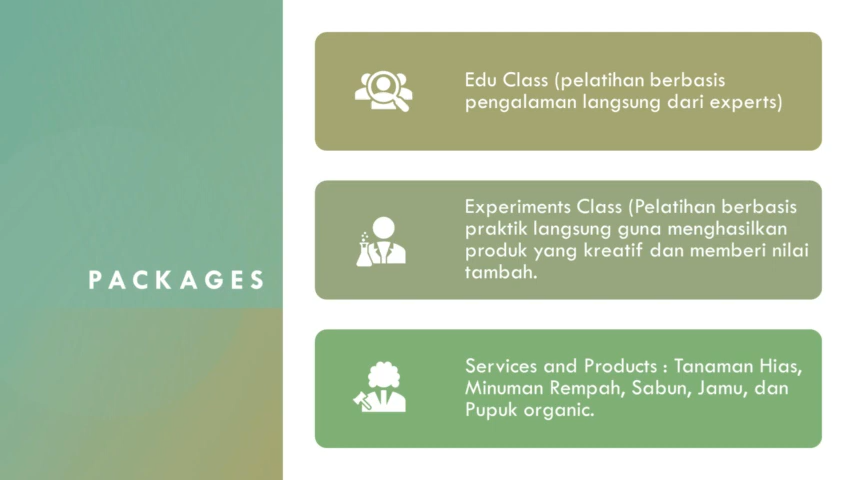 PACKAGES
Edu Class (pelatihan berbasis
pengalaman langsung dari experts)
Experiments Class (Pelatihan berbasis
praktik langsung guna menghasilkan
produk yang kreatif dan memberi nilai
tambah.
Services and Products : Tanaman Hias,
Minuman Rempah, Sabun, Jamu, dan
Pupuk organic.